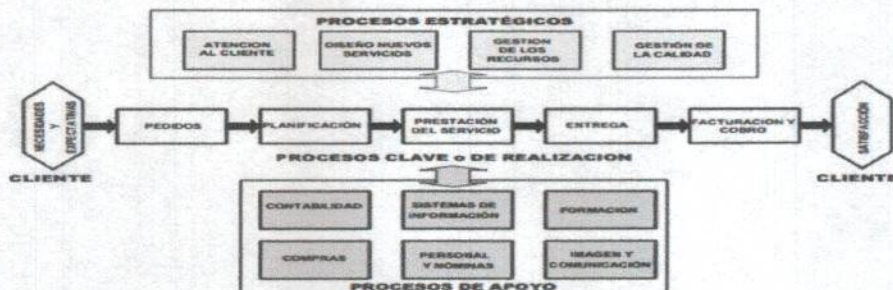 PROCESOS ESTRATÉGICOS
ATENCION
AL CLIENTE
DISEÑO NUEVOS
SERVICIOS
GESTIÓN
DE LOS
RECURSOS
GESTIÓN DE
LA CALIDAD
NECESIDADES
Y
EXPECTATIVAS
CLIENTE
PEDIDOS
PLANIFICACIÓN
PRESTACIÓN
DEL SERVICIO
ENTREGA
FACTURACIÓN Y
COBRO
SATISFACCIÓN
CLIENTE
PROCESOS CLAVE o DE REALIZACION
CONTABILIDAD
SISTEMAS DE
INFORMACIÓN
FORMACION
COMPRAS
PERSONAL
Y NOMINAS
IMAGEN Y
COMUNICACIÓN
PROCESOS DE APOYO